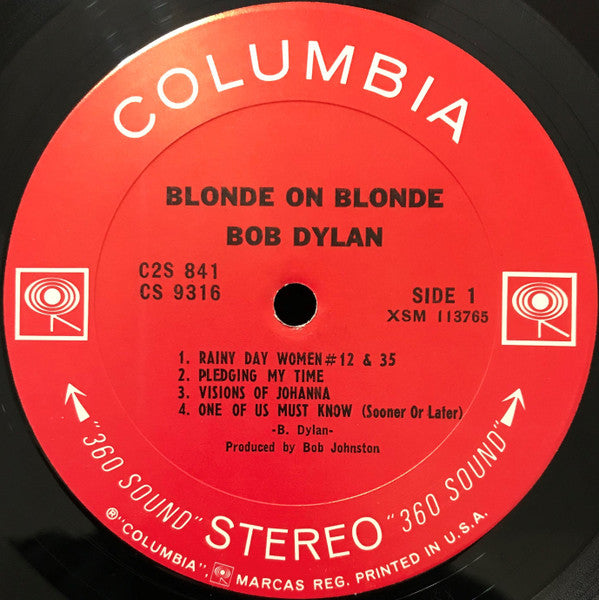 COLUMBIA
BLONDE ON BLONDE
BOB DYLAN
C2S 841
CS 9316
SIDE 1
XSM 113765
1. RAINY DAY WOMEN #12 & 35
2. PLEDGING MY TIME
3. VISIONS OF JOHANNA
4. ONE OF US MUST KNOW (Sooner Or Later)
-B. Dylan-
Produced by Bob Johnston
"360 SOUND" STEREO "360 SOUND"
®"COLUMBIA", MARCAS REG. PRINTED IN U.S.A.